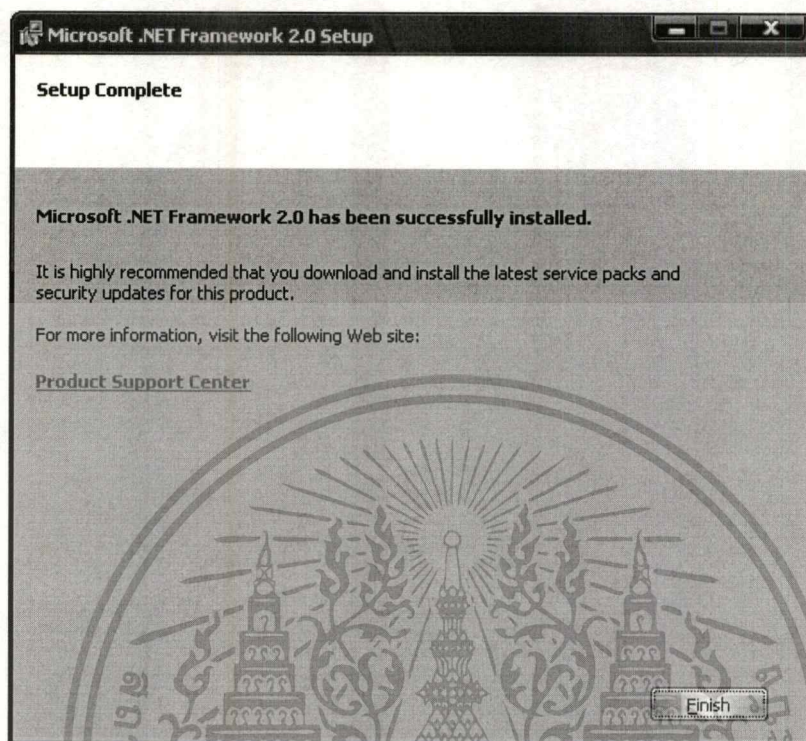 Microsoft .NET Framework 2.0 Setup
Setup Complete
Microsoft .NET Framework 2.0 has been successfully installed.
It is highly recommended that you download and install the latest service packs and
security updates for this product.
For more information, visit the following Web site:
Product Support Center
Finish